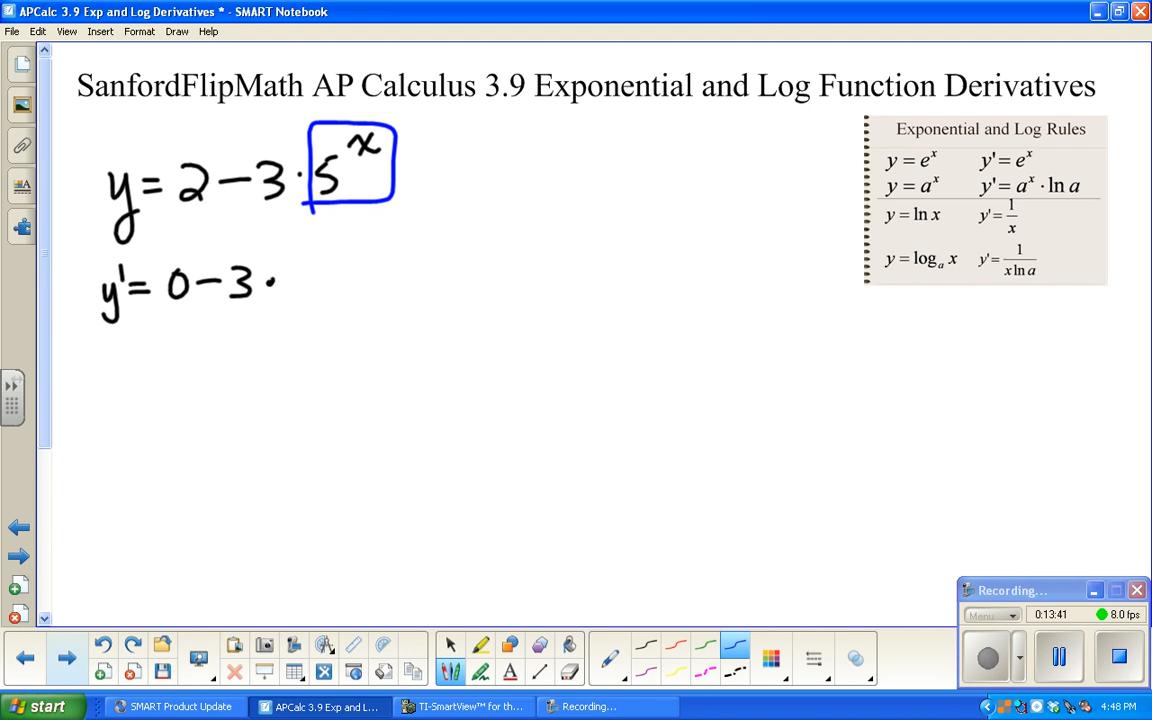 APCalc 3.9 Exp and Log Derivatives * - SMART Notebook
File Edit View Insert Format Draw Help
SanfordFlipMath AP Calculus 3.9 Exponential and Log Function Derivatives
y = 2 − 3 · 5^x
y' = 0 − 3 ·
Exponential and Log Rules
y = e^x y' = e^x
y = a^x y' = a^x · ln a
y = ln x y' = 1/x
y = log_a x y' = 1/(x ln a)
Recording...
Menu 0:13:41 8.0 fps
start SMART Product Update APCalc 3.9 Exp and L... TI-SmartView™ for th... Recording... 4:48 PM